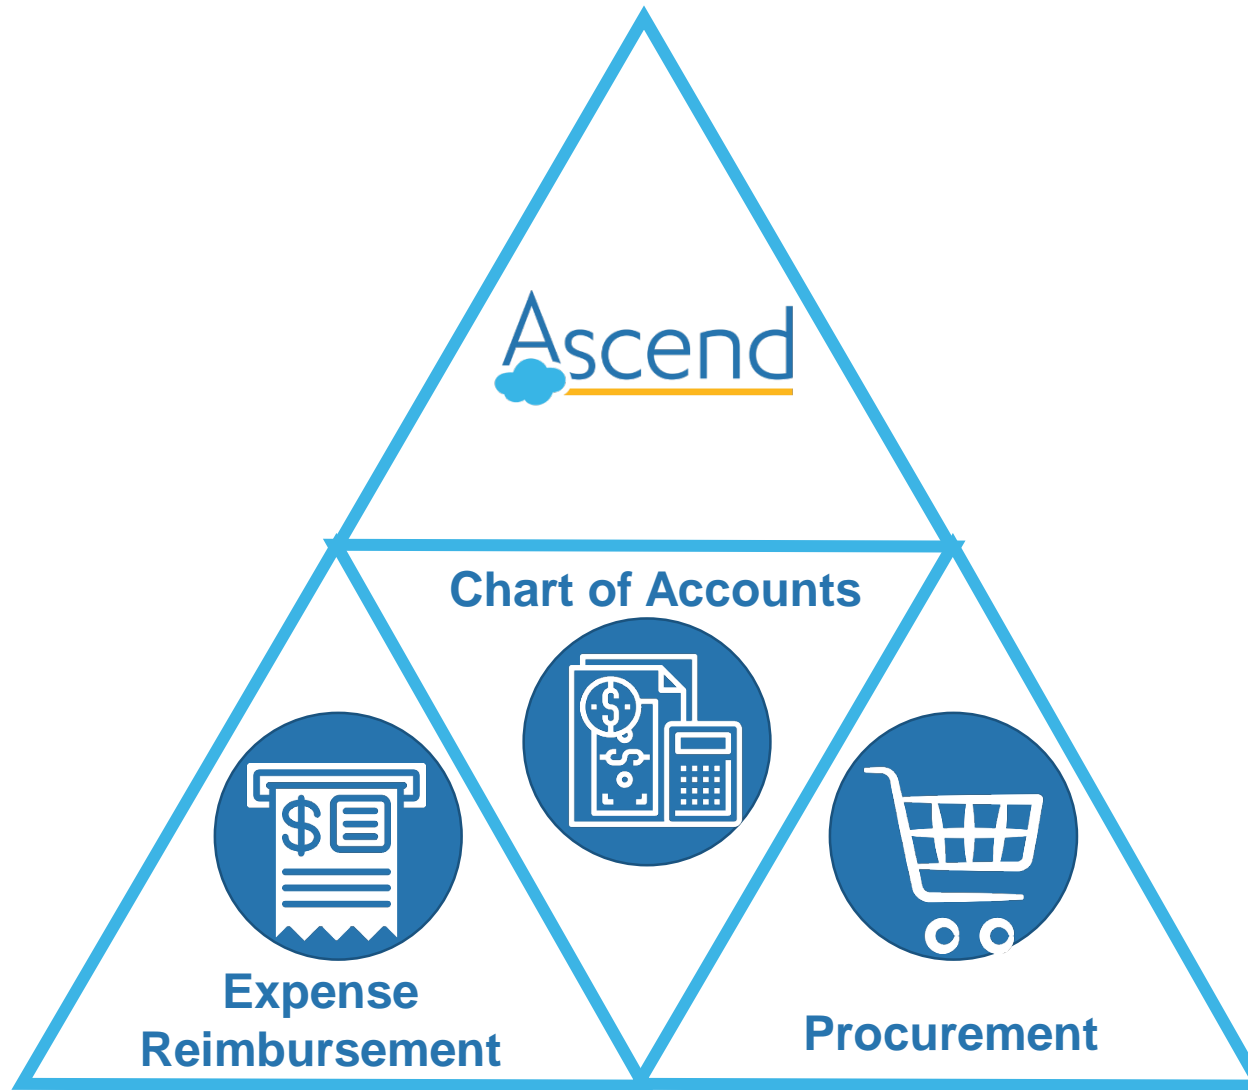 Ascend
Chart of Accounts
Expense
Reimbursement
Procurement